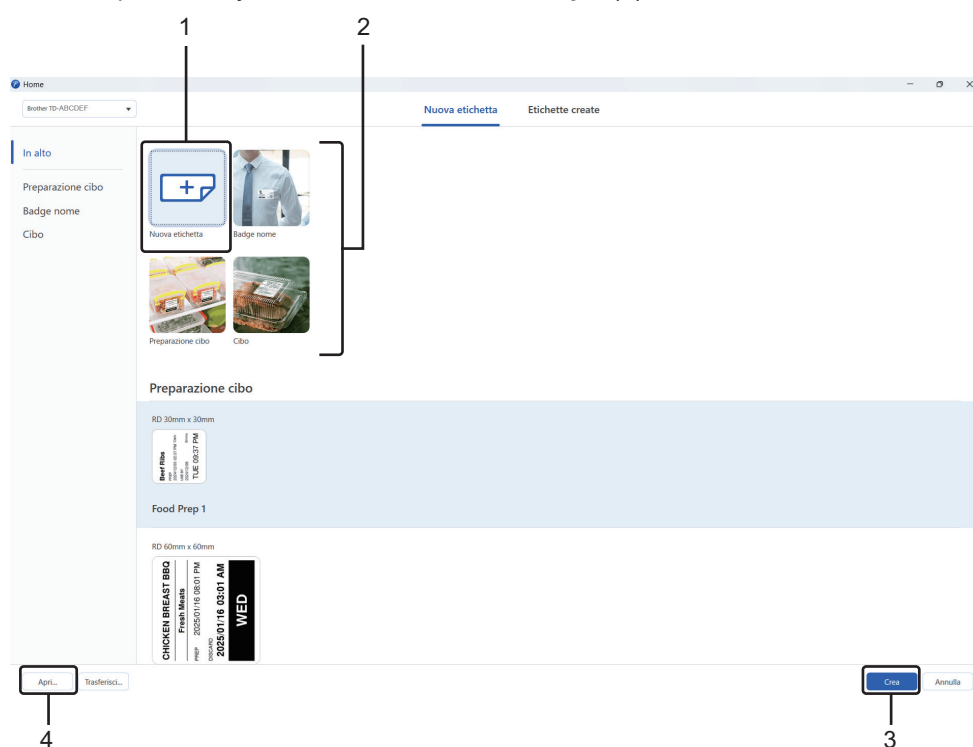 1
2
Home
Brother TD-ABCDEF
Nuova etichetta
Etichette create
In alto
Preparazione cibo
Badge nome
Cibo
Nuova etichetta
Badge nome
Preparazione cibo
Cibo
Preparazione cibo
RD 30mm x 30mm
Beef Ribs
TUE 09:37 PM
Food Prep 1
RD 60mm x 60mm
CHICKEN BREAST BBQ
Fresh Meats
PREP 2025/01/16 08:01 PM
DISCARD
2025/01/16 03:01 AM
WED
Apri...
Trasferisci...
Crea
Annulla
4
3